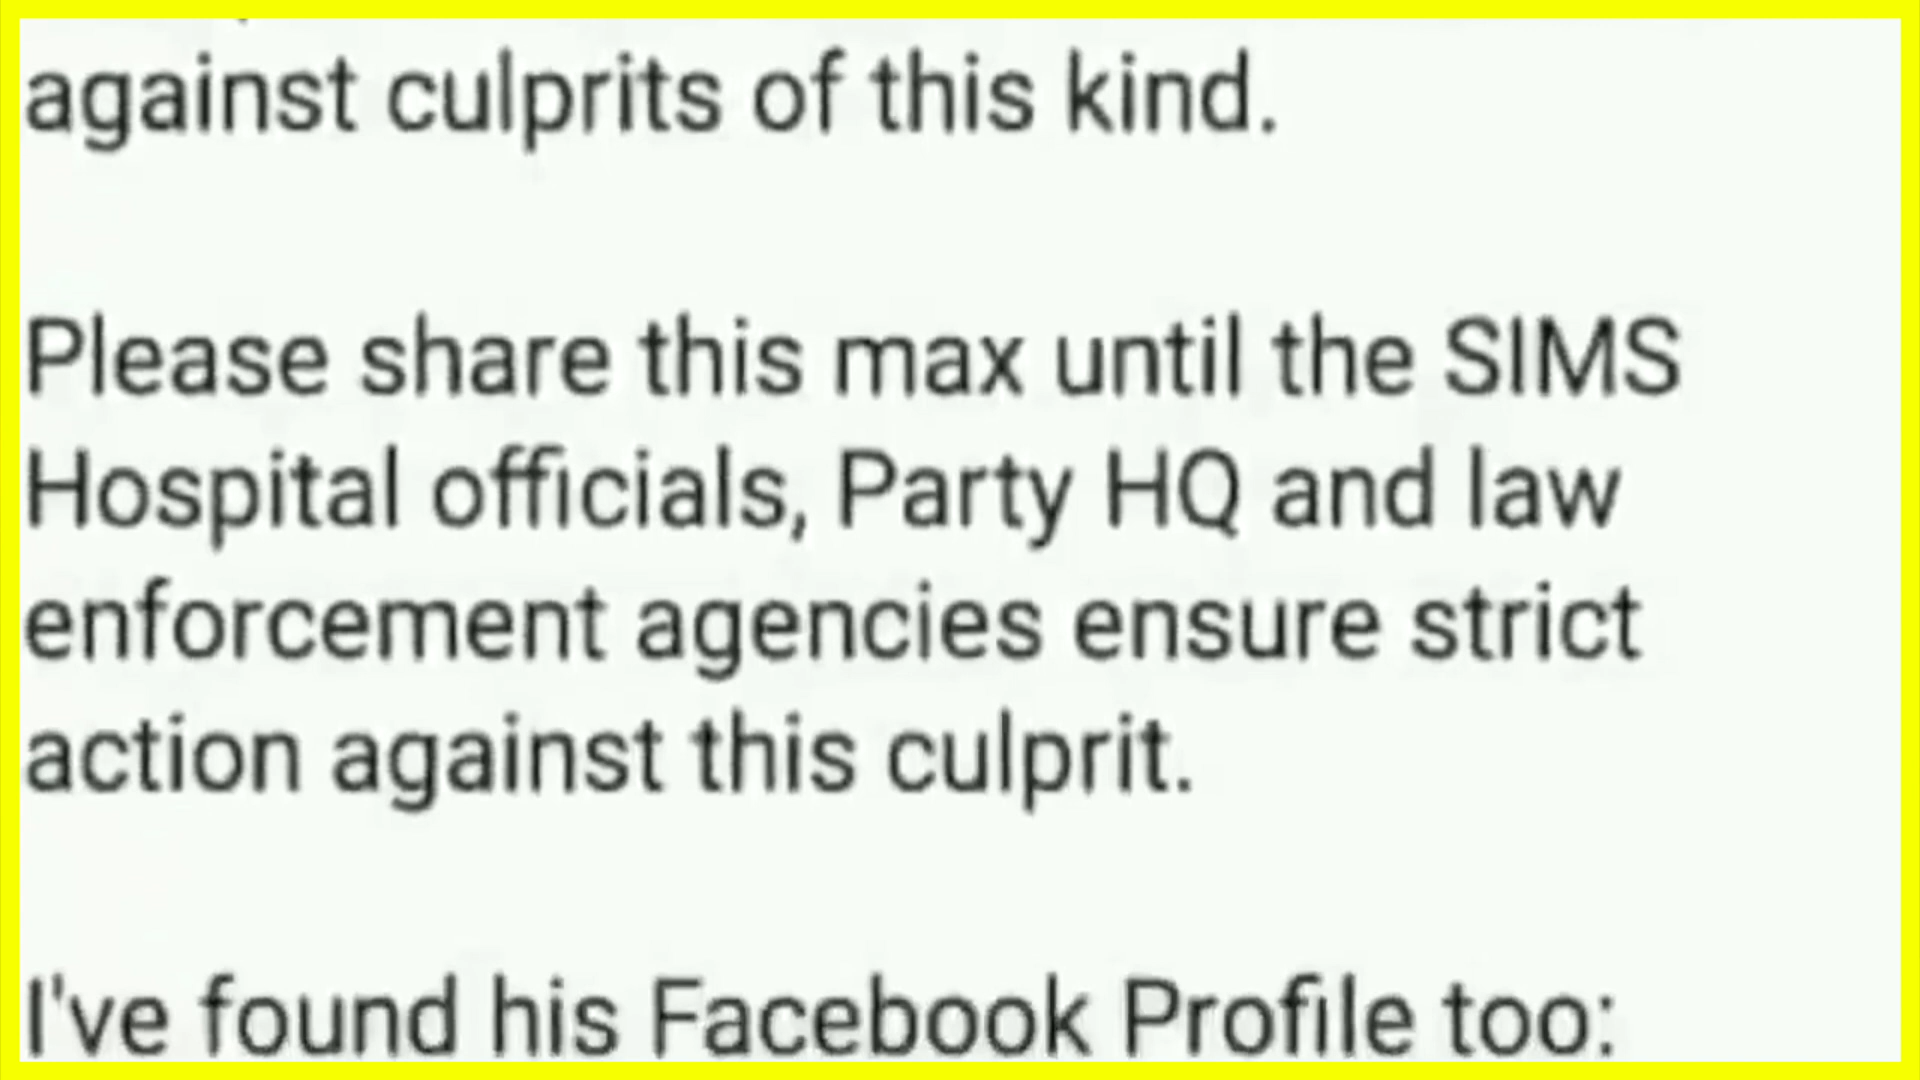 against culprits of this kind.
Please share this max until the SIMS
Hospital officials, Party HQ and law
enforcement agencies ensure strict
action against this culprit.
I've found his Facebook Profile too: